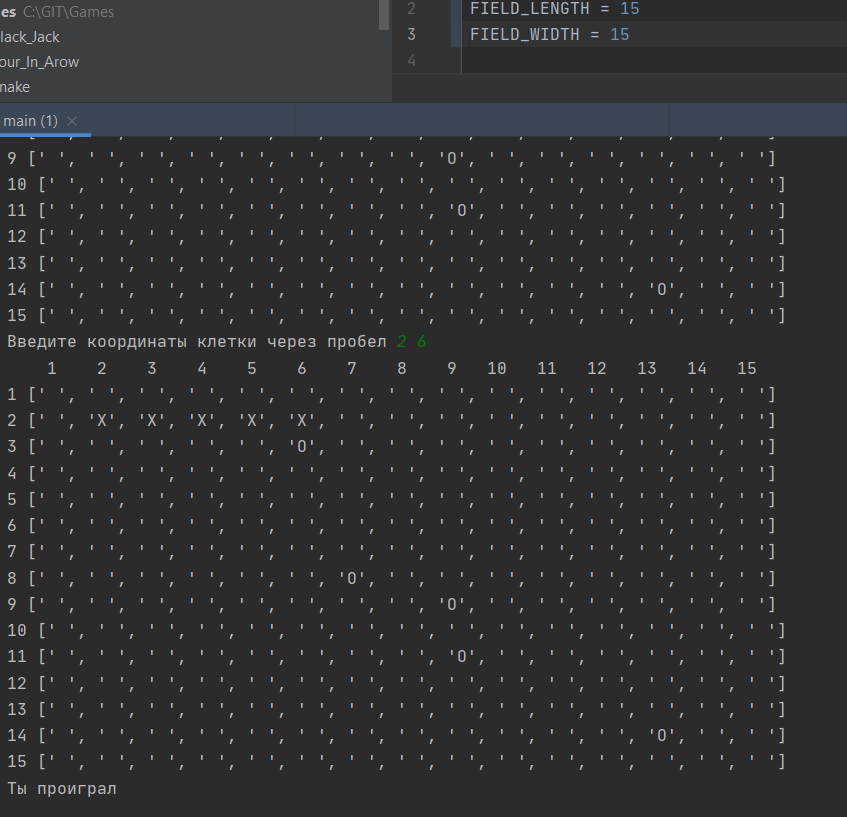 es C:\GIT\Games
lack_Jack
our_In_Arow
nake
2 FIELD_LENGTH = 15
3 FIELD_WIDTH = 15
4
main (1) ×
9 [' ', ' ', ' ', ' ', ' ', ' ', ' ', ' ', 'O', ' ', ' ', ' ', ' ', ' ', ' ']
10 [' ', ' ', ' ', ' ', ' ', ' ', ' ', ' ', ' ', ' ', ' ', ' ', ' ', ' ', ' ']
11 [' ', ' ', ' ', ' ', ' ', ' ', ' ', ' ', 'O', ' ', ' ', ' ', ' ', ' ', ' ']
12 [' ', ' ', ' ', ' ', ' ', ' ', ' ', ' ', ' ', ' ', ' ', ' ', ' ', ' ', ' ']
13 [' ', ' ', ' ', ' ', ' ', ' ', ' ', ' ', ' ', ' ', ' ', ' ', ' ', ' ', ' ']
14 [' ', ' ', ' ', ' ', ' ', ' ', ' ', ' ', ' ', ' ', ' ', ' ', 'O', ' ', ' ']
15 [' ', ' ', ' ', ' ', ' ', ' ', ' ', ' ', ' ', ' ', ' ', ' ', ' ', ' ', ' ']
Введите координаты клетки через пробел 2 6
1 2 3 4 5 6 7 8 9 10 11 12 13 14 15
1 [' ', ' ', ' ', ' ', ' ', ' ', ' ', ' ', ' ', ' ', ' ', ' ', ' ', ' ', ' ']
2 [' ', 'X', 'X', 'X', 'X', 'X', ' ', ' ', ' ', ' ', ' ', ' ', ' ', ' ', ' ']
3 [' ', ' ', ' ', ' ', ' ', 'O', ' ', ' ', ' ', ' ', ' ', ' ', ' ', ' ', ' ']
4 [' ', ' ', ' ', ' ', ' ', ' ', ' ', ' ', ' ', ' ', ' ', ' ', ' ', ' ', ' ']
5 [' ', ' ', ' ', ' ', ' ', ' ', ' ', ' ', ' ', ' ', ' ', ' ', ' ', ' ', ' ']
6 [' ', ' ', ' ', ' ', ' ', ' ', ' ', ' ', ' ', ' ', ' ', ' ', ' ', ' ', ' ']
7 [' ', ' ', ' ', ' ', ' ', ' ', ' ', ' ', ' ', ' ', ' ', ' ', ' ', ' ', ' ']
8 [' ', ' ', ' ', ' ', ' ', ' ', 'O', ' ', ' ', ' ', ' ', ' ', ' ', ' ', ' ']
9 [' ', ' ', ' ', ' ', ' ', ' ', ' ', ' ', 'O', ' ', ' ', ' ', ' ', ' ', ' ']
10 [' ', ' ', ' ', ' ', ' ', ' ', ' ', ' ', ' ', ' ', ' ', ' ', ' ', ' ', ' ']
11 [' ', ' ', ' ', ' ', ' ', ' ', ' ', ' ', 'O', ' ', ' ', ' ', ' ', ' ', ' ']
12 [' ', ' ', ' ', ' ', ' ', ' ', ' ', ' ', ' ', ' ', ' ', ' ', ' ', ' ', ' ']
13 [' ', ' ', ' ', ' ', ' ', ' ', ' ', ' ', ' ', ' ', ' ', ' ', ' ', ' ', ' ']
14 [' ', ' ', ' ', ' ', ' ', ' ', ' ', ' ', ' ', ' ', ' ', ' ', 'O', ' ', ' ']
15 [' ', ' ', ' ', ' ', ' ', ' ', ' ', ' ', ' ', ' ', ' ', ' ', ' ', ' ', ' ']
Ты проиграл